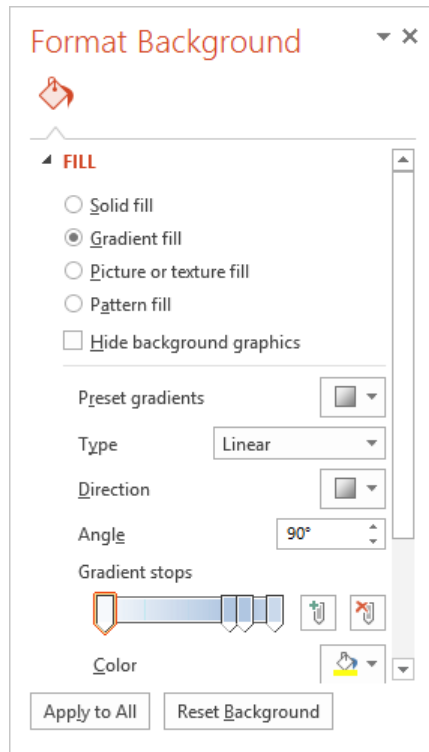 Format Background
FILL
Solid fill
Gradient fill
Picture or texture fill
Pattern fill
Hide background graphics
Preset gradients
Type Linear
Direction
Angle 90°
Gradient stops
Color
Apply to All Reset Background